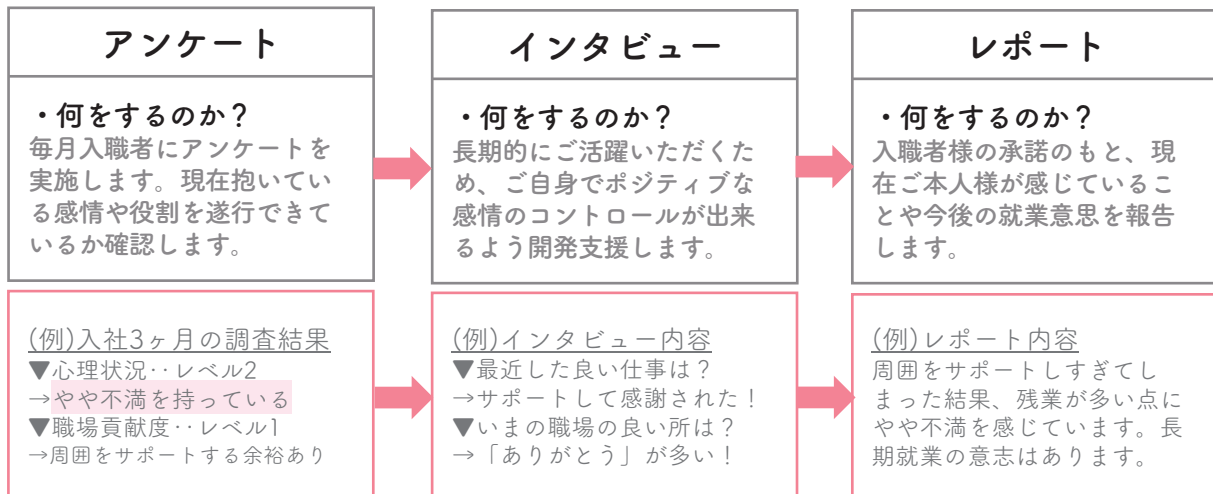 アンケート
・何をするのか？
毎月入職者にアンケートを
実施します。現在抱いてい
る感情や役割を遂行できて
いるか確認します。
(例)入社3ヶ月の調査結果
▼心理状況‥レベル2
→やや不満を持っている
▼職場貢献度‥レベル1
→周囲をサポートする余裕あり
インタビュー
・何をするのか？
長期的にご活躍いただくた
め、ご自身でポジティブな
感情のコントロールが出来
るよう開発支援します。
(例)インタビュー内容
▼最近した良い仕事は？
→サポートして感謝された！
▼いまの職場の良い所は？
→「ありがとう」が多い！
レポート
・何をするのか？
入職者様の承諾のもと、現
在ご本人様が感じているこ
とや今後の就業意思を報告
します。
(例)レポート内容
周囲をサポートしすぎてし
まった結果、残業が多い点に
やや不満を感じています。長
期就業の意志はあります。